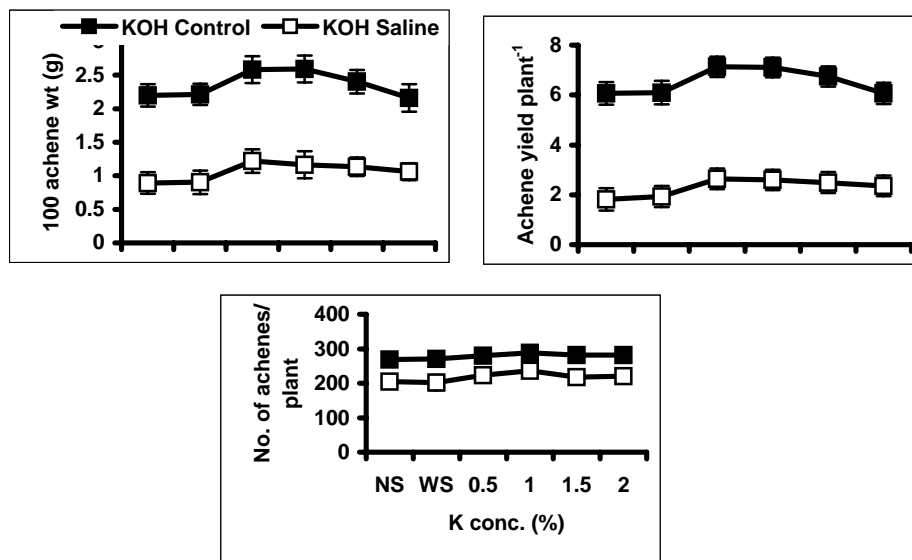 KOH Control KOH Saline
3
2.5
2
1.5
1
0.5
0
100 achene wt (g)
8
6
4
2
0
Achene yield plant-1
400
300
200
100
0
No. of achenes/
plant
NS WS 0.5 1 1.5 2
K conc. (%)